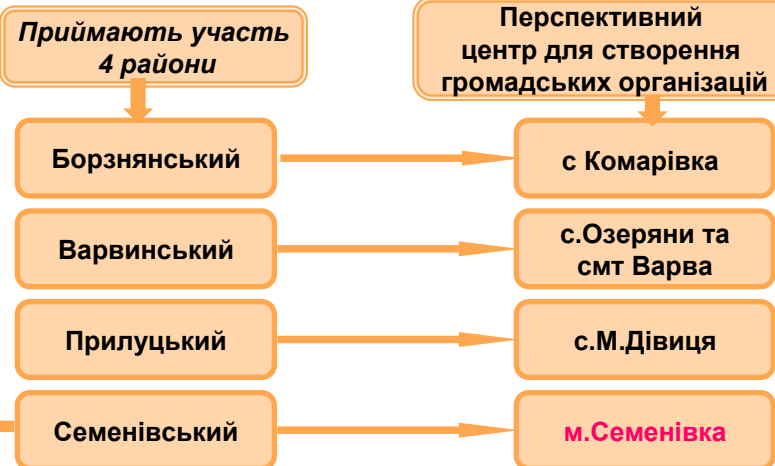 Приймають участь
4 райони
Перспективний
центр для створення
громадських організацій
Борзнянський
с Комарівка
Варвинський
с.Озеряни та
смт Варва
Прилуцький
с.М.Дівиця
Семенівський
м.Семенівка